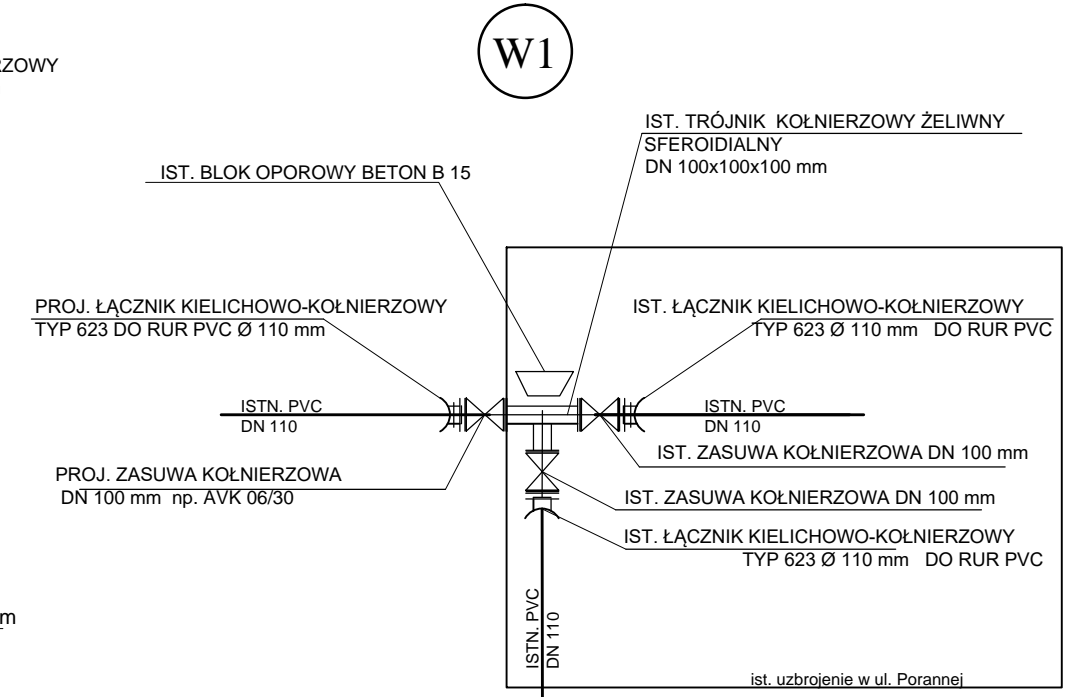 W1
RZOWY
IST. TRÓJNIK KOŁNIERZOWY ŻELIWNY
SFEROIDIALNY
DN 100x100x100 mm
IST. BLOK OPOROWY BETON B 15
PROJ. ŁĄCZNIK KIELICHOWO-KOŁNIERZOWY
TYP 623 DO RUR PVC Ø 110 mm
IST. ŁĄCZNIK KIELICHOWO-KOŁNIERZOWY
TYP 623 Ø 110 mm DO RUR PVC
ISTN. PVC
DN 110
ISTN. PVC
DN 110
PROJ. ZASUWA KOŁNIERZOWA
DN 100 mm np. AVK 06/30
IST. ZASUWA KOŁNIERZOWA DN 100 mm
IST. ZASUWA KOŁNIERZOWA DN 100 mm
IST. ŁĄCZNIK KIELICHOWO-KOŁNIERZOWY
TYP 623 Ø 110 mm DO RUR PVC
ISTN. PVC
DN 110
m
ist. uzbrojenie w ul. Porannej